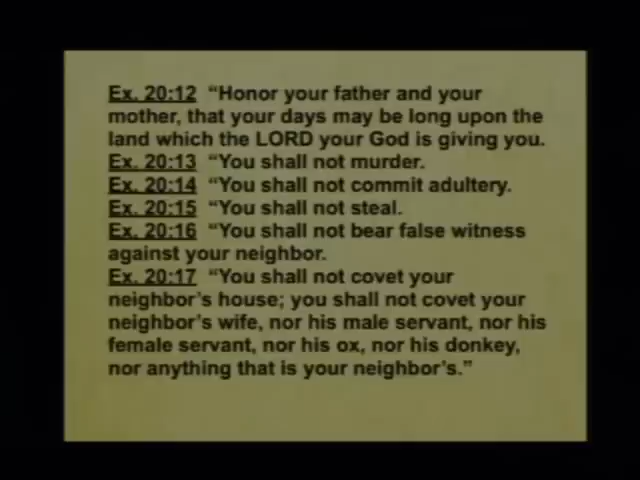 Ex. 20:12 “Honor your father and your
mother, that your days may be long upon the
land which the LORD your God is giving you.
Ex. 20:13 “You shall not murder.
Ex. 20:14 “You shall not commit adultery.
Ex. 20:15 “You shall not steal.
Ex. 20:16 “You shall not bear false witness
against your neighbor.
Ex. 20:17 “You shall not covet your
neighbor’s house; you shall not covet your
neighbor’s wife, nor his male servant, nor his
female servant, nor his ox, nor his donkey,
nor anything that is your neighbor’s.”